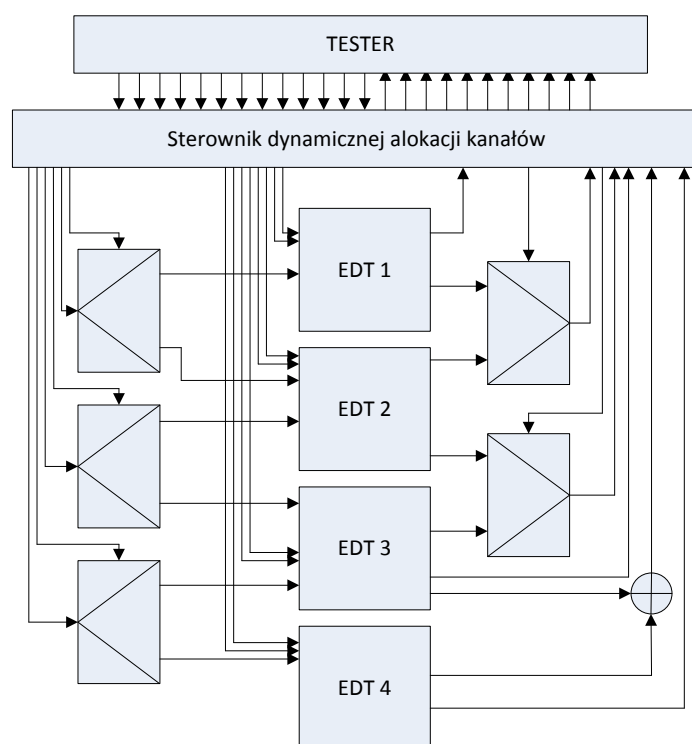 TESTER
Sterownik dynamicznej alokacji kanałów
EDT 1
EDT 2
EDT 3
EDT 4